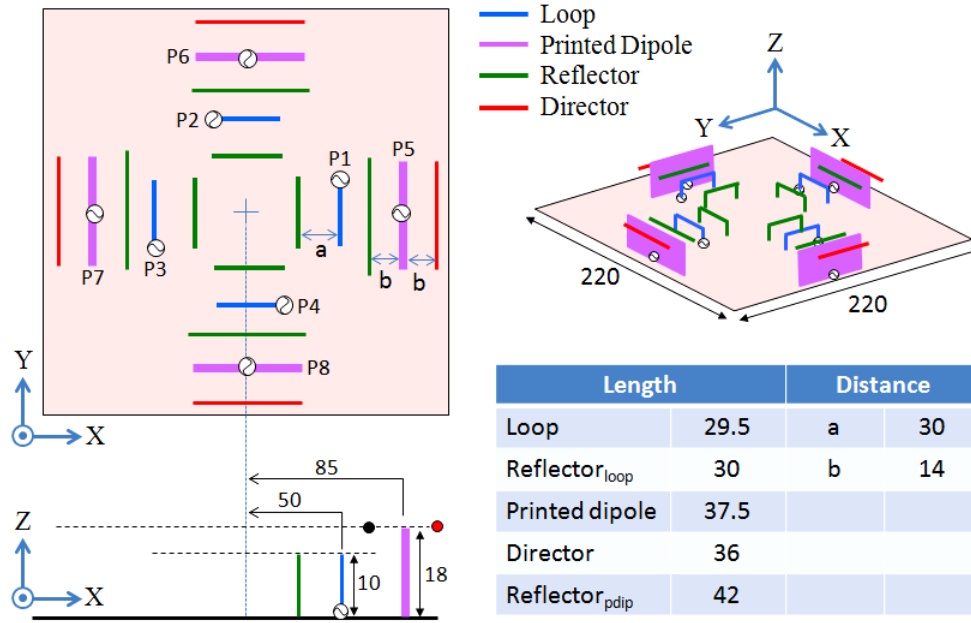 Loop
Printed Dipole
Reflector
Director
P6
P2
P1
P5
a
b
b
P7
P3
P4
P8
Y
X
Z
Y
X
220
220
85
50
Z
10
18
X
Length Distance
Loop 29.5 a 30
Reflectorloop 30 b 14
Printed dipole 37.5
Director 36
Reflectorpdip 42